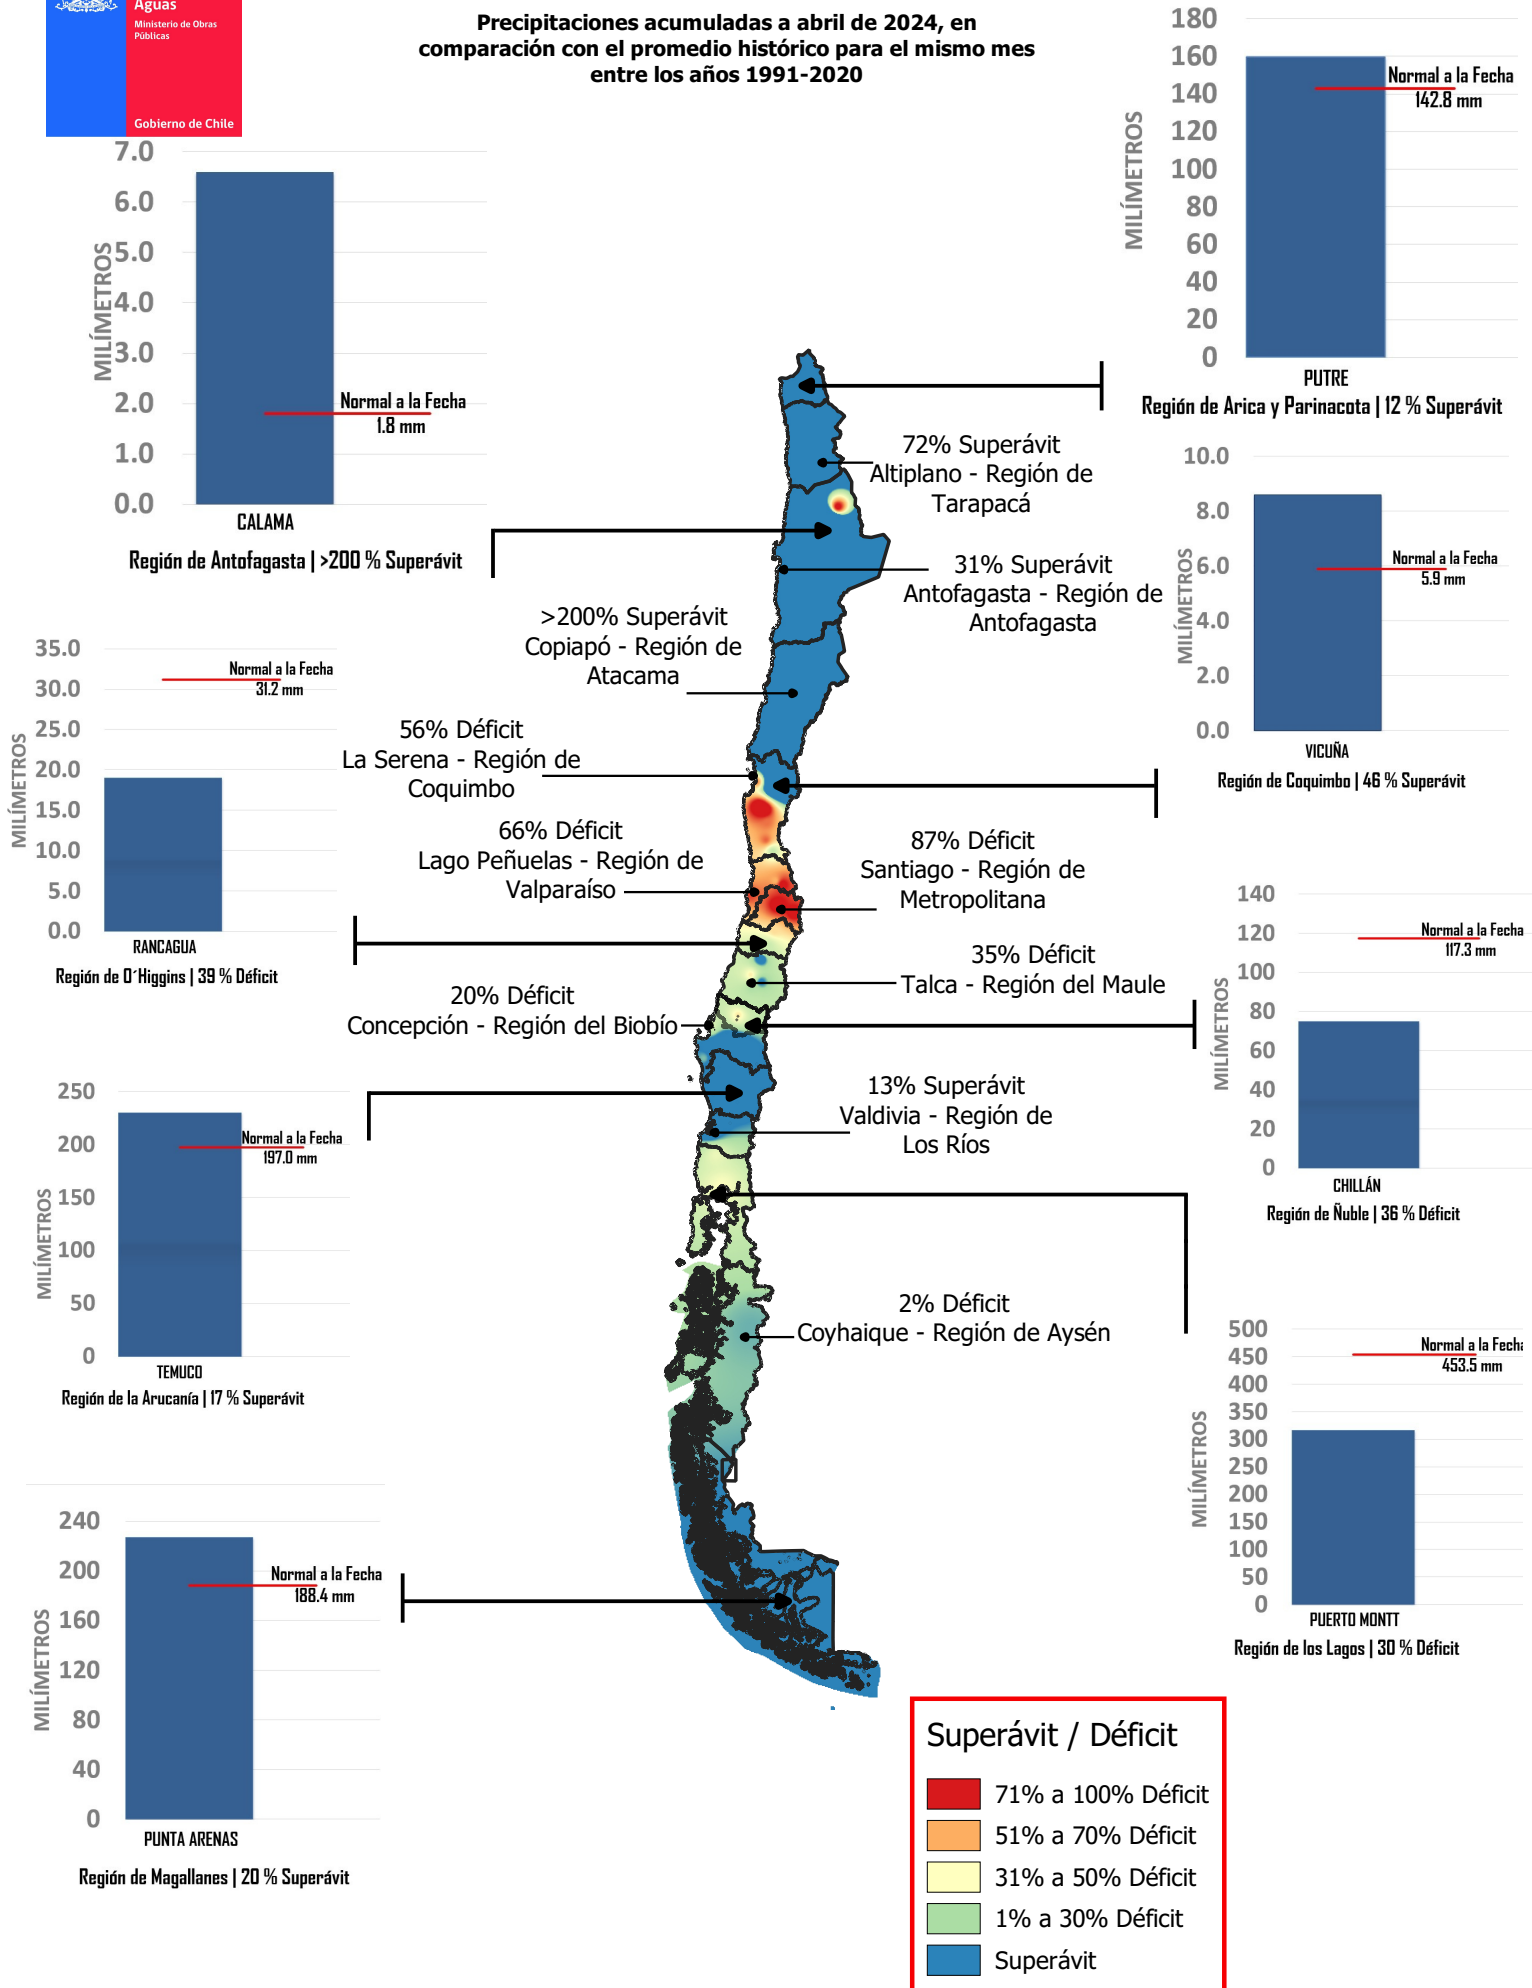 Aguas
Ministerio de Obras
Públicas
Gobierno de Chile
Precipitaciones acumuladas a abril de 2024, en
comparación con el promedio histórico para el mismo mes
entre los años 1991-2020
MILÍMETROS
180
160
140
120
100
80
60
40
20
0
Normal a la Fecha
142.8 mm
PUTRE
Región de Arica y Parinacota | 12 % Superávit
MILÍMETROS
7.0
6.0
5.0
4.0
3.0
2.0
1.0
0.0
Normal a la Fecha
1.8 mm
CALAMA
Región de Antofagasta | >200 % Superávit
72% Superávit
Altiplano - Región de
Tarapacá
31% Superávit
Antofagasta - Región de
Antofagasta
MILÍMETROS
10.0
8.0
6.0
4.0
2.0
0.0
Normal a la Fecha
5.9 mm
VICUÑA
Región de Coquimbo | 46 % Superávit
>200% Superávit
Copiapó - Región de
Atacama
MILÍMETROS
35.0
30.0
25.0
20.0
15.0
10.0
5.0
0.0
Normal a la Fecha
31.2 mm
RANCAGUA
Región de O´Higgins | 39 % Déficit
56% Déficit
La Serena - Región de
Coquimbo
66% Déficit
Lago Peñuelas - Región de
Valparaíso
87% Déficit
Santiago - Región de
Metropolitana
35% Déficit
Talca - Región del Maule
20% Déficit
Concepción - Región del Biobío
MILÍMETROS
140
120
100
80
60
40
20
0
Normal a la Fecha
117.3 mm
CHILLÁN
Región de Ñuble | 36 % Déficit
MILÍMETROS
250
200
150
100
50
0
Normal a la Fecha
197.0 mm
TEMUCO
Región de la Arucanía | 17 % Superávit
13% Superávit
Valdivia - Región de
Los Ríos
2% Déficit
Coyhaique - Región de Aysén
MILÍMETROS
500
450
400
350
300
250
200
150
100
50
0
Normal a la Fecha
453.5 mm
PUERTO MONTT
Región de los Lagos | 30 % Déficit
MILÍMETROS
240
200
160
120
80
40
0
Normal a la Fecha
188.4 mm
PUNTA ARENAS
Región de Magallanes | 20 % Superávit
Superávit / Déficit
71% a 100% Déficit
51% a 70% Déficit
31% a 50% Déficit
1% a 30% Déficit
Superávit